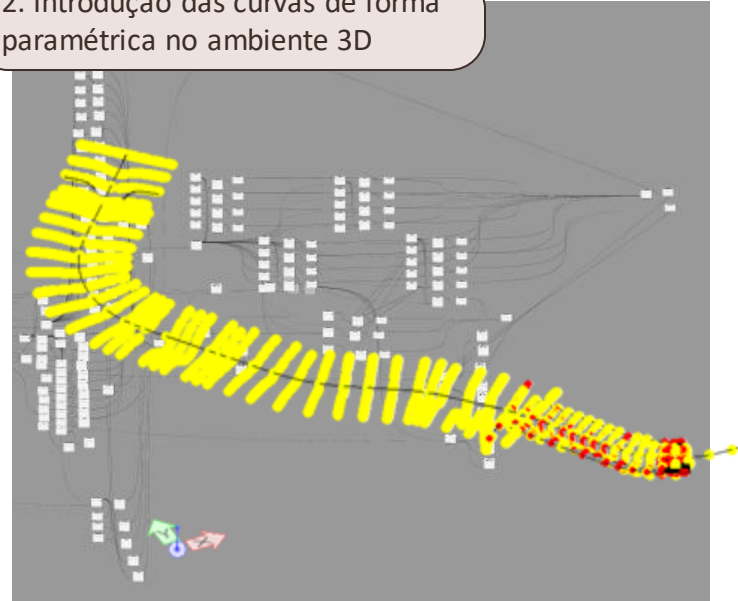 2. Introdução das curvas de forma
paramétrica no ambiente 3D